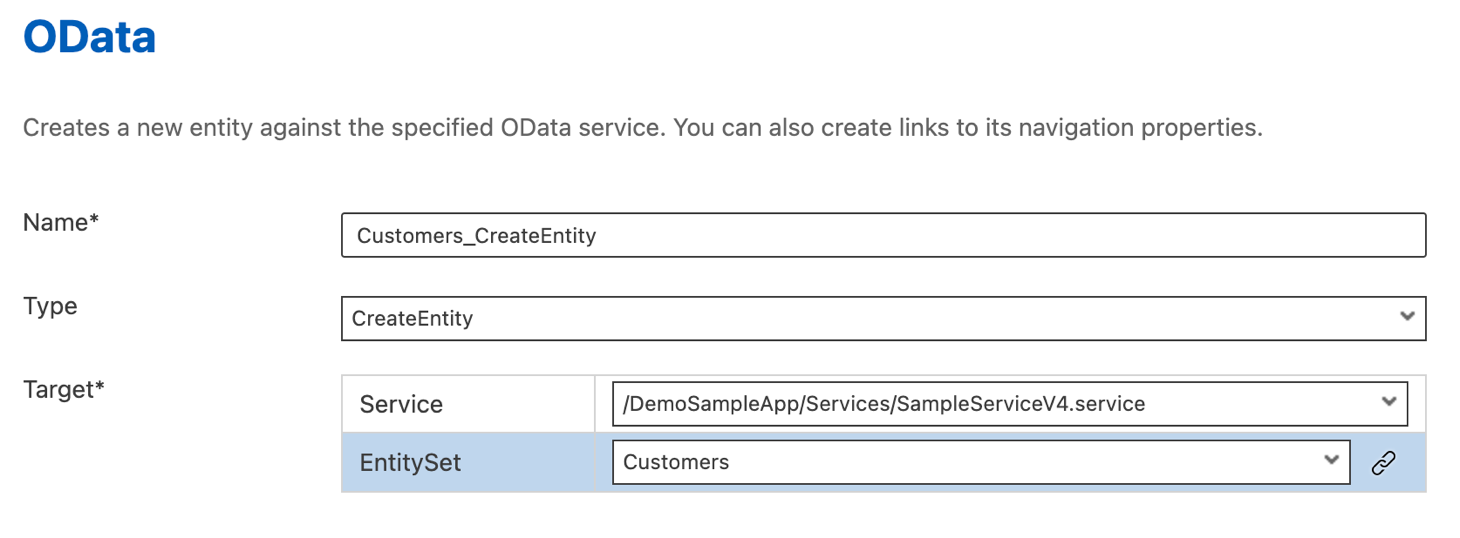 OData
Creates a new entity against the specified OData service. You can also create links to its navigation properties.
Name*
Customers_CreateEntity
Type
CreateEntity
Target*
Service
/DemoSampleApp/Services/SampleServiceV4.service
EntitySet
Customers